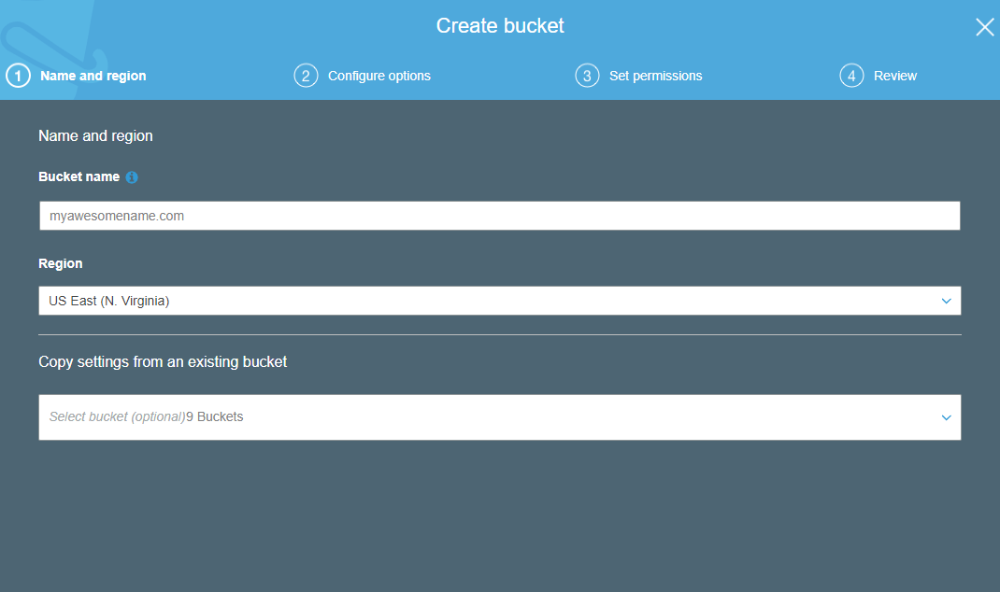 Create bucket
1 Name and region
2 Configure options
3 Set permissions
4 Review
Name and region
Bucket name
myawesomename.com
Region
US East (N. Virginia)
Copy settings from an existing bucket
Select bucket (optional)9 Buckets